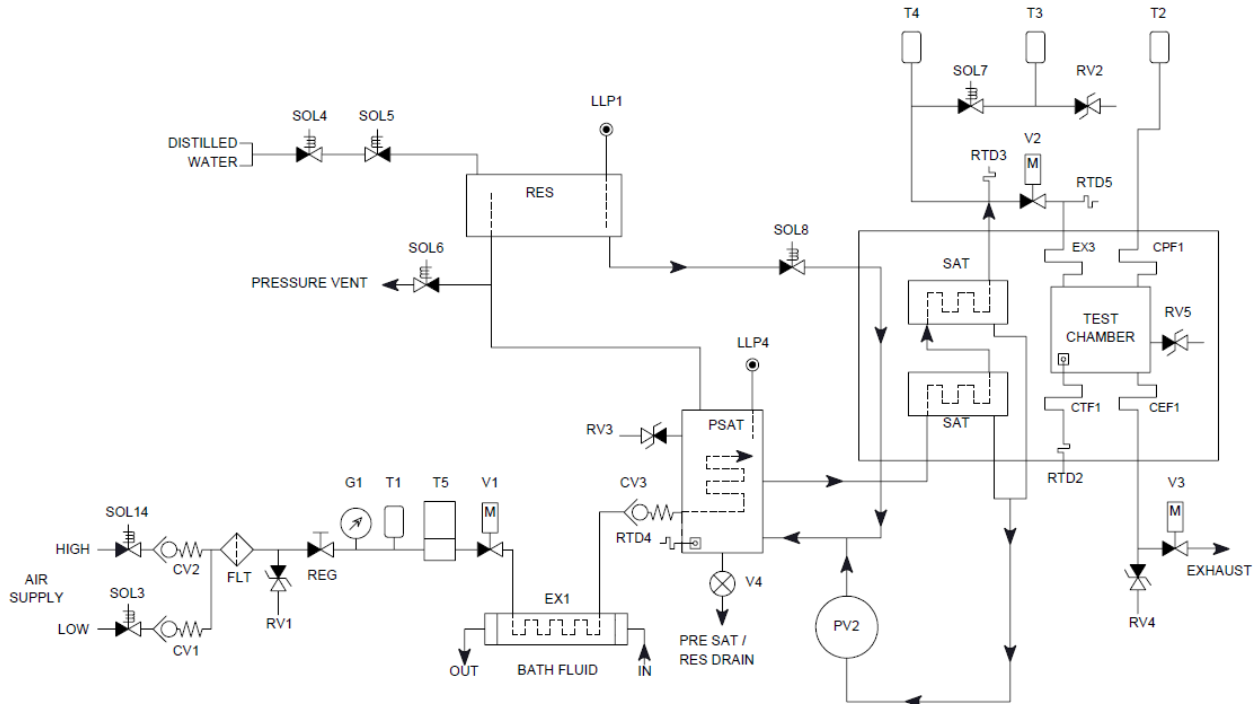 T4
T3
T2
SOL7
RV2
LLP1
SOL4
SOL5
DISTILLED
WATER
V2
M
RTD3
RTD5
RES
SOL6
SOL8
PRESSURE VENT
EX3
CPF1
SAT
TEST
CHAMBER
RV5
LLP4
SAT
CTF1
CEF1
PSAT
RV3
RTD2
G1
T1
T5
V1
M
CV3
V3
M
SOL14
HIGH
CV2
FLT
REG
RTD4
EXHAUST
AIR
SUPPLY
SOL3
V4
EX1
LOW
CV1
RV1
PV2
RV4
OUT
BATH FLUID
IN
PRE SAT /
RES DRAIN